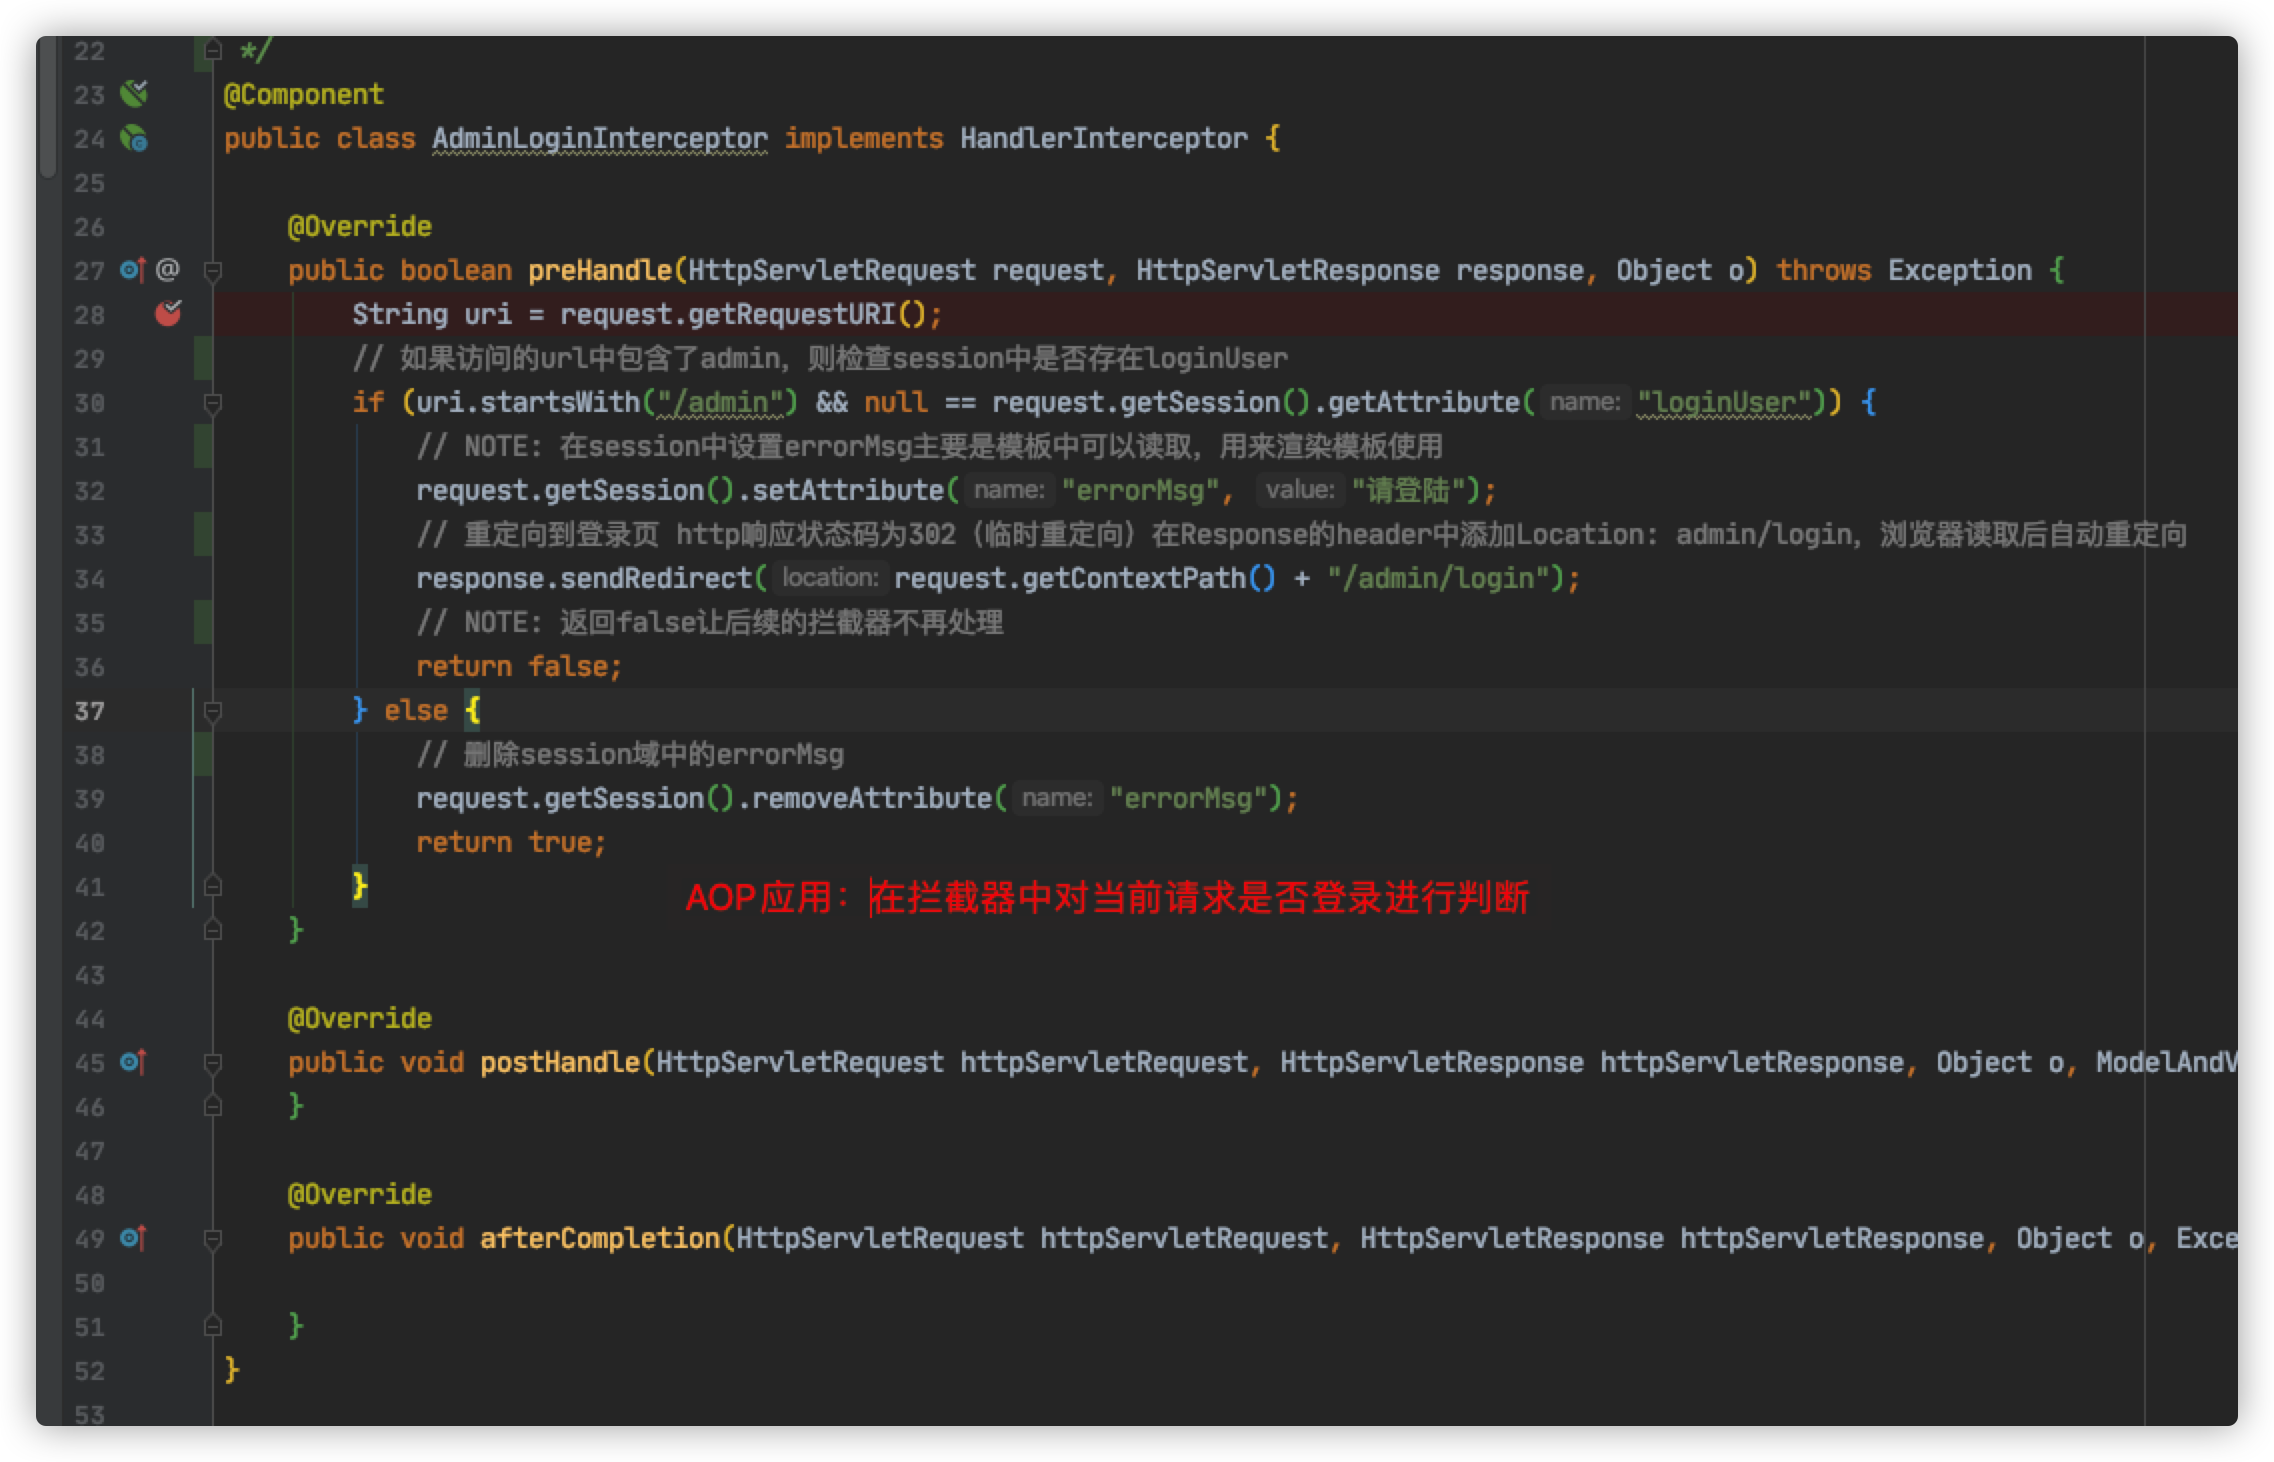 22 */
23 @Component
24 public class AdminLoginInterceptor implements HandlerInterceptor {
25
26 @Override
27 @ public boolean preHandle(HttpServletRequest request, HttpServletResponse response, Object o) throws Exception {
28 String uri = request.getRequestURI();
29 // 如果访问的url中包含了admin，则检查session中是否存在loginUser
30 if (uri.startsWith("/admin") && null == request.getSession().getAttribute( name: "loginUser")) {
31 // NOTE: 在session中设置errorMsg主要是模板中可以读取，用来渲染模板使用
32 request.getSession().setAttribute( name: "errorMsg", value: "请登陆");
33 // 重定向到登录页 http响应状态码为302（临时重定向）在Response的header中添加Location: admin/login，浏览器读取后自动重定向
34 response.sendRedirect( location: request.getContextPath() + "/admin/login");
35 // NOTE: 返回false让后续的拦截器不再处理
36 return false;
37 } else {
38 // 删除session域中的errorMsg
39 request.getSession().removeAttribute( name: "errorMsg");
40 return true;
41 }
AOP应用：在拦截器中对当前请求是否登录进行判断
42 }
43
44 @Override
45 public void postHandle(HttpServletRequest httpServletRequest, HttpServletResponse httpServletResponse, Object o, ModelAndV
46 }
47
48 @Override
49 public void afterCompletion(HttpServletRequest httpServletRequest, HttpServletResponse httpServletResponse, Object o, Exce
50
51 }
52 }
53